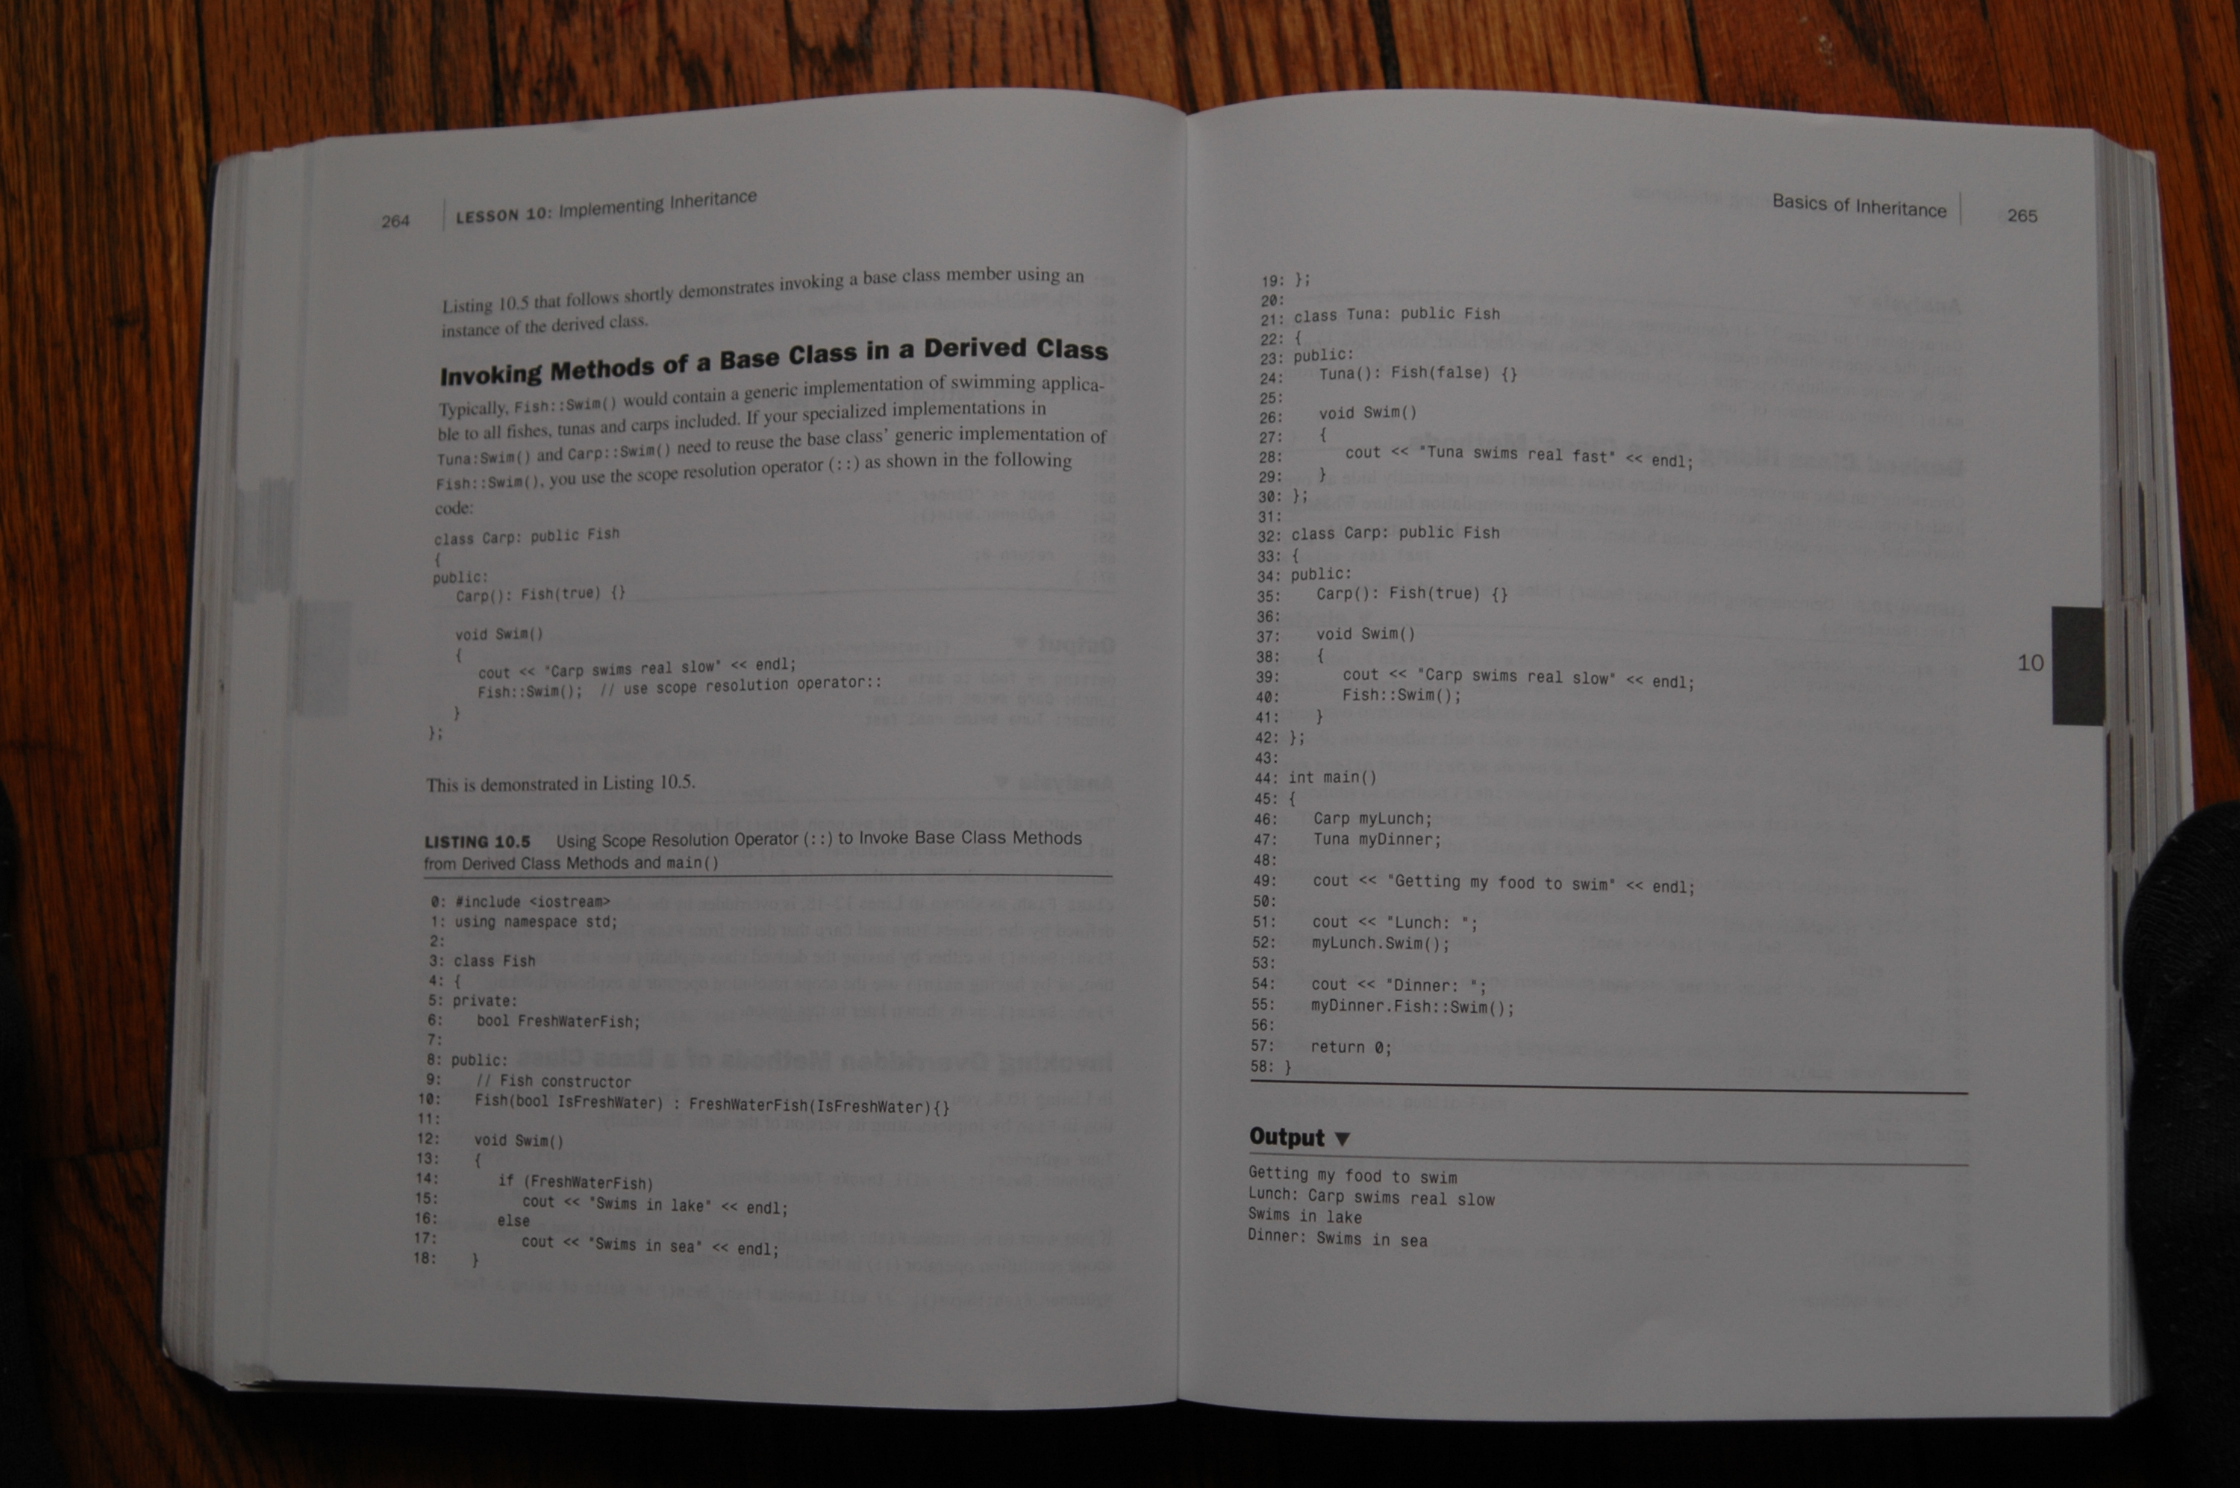 264 | LESSON 10: Implementing Inheritance
Listing 10.5 that follows shortly demonstrates invoking a base class member using an
instance of the derived class.
Invoking Methods of a Base Class in a Derived Class
Typically, Fish::Swim() would contain a generic implementation of swimming applica-
ble to all fishes, tunas and carps included. If your specialized implementations in
Tuna:Swim() and Carp::Swim() need to reuse the base class' generic implementation of
Fish::Swim(), you use the scope resolution operator (::) as shown in the following
code:
class Carp: public Fish
{
public:
Carp(): Fish(true) {}
void Swim()
{
cout << "Carp swims real slow" << endl;
Fish::Swim(); // use scope resolution operator::
}
};
This is demonstrated in Listing 10.5.
LISTING 10.5 Using Scope Resolution Operator (::) to Invoke Base Class Methods
from Derived Class Methods and main()
0: #include <iostream>
1: using namespace std;
2:
3: class Fish
4: {
5: private:
6: bool FreshWaterFish;
7:
8: public:
9: // Fish constructor
10: Fish(bool IsFreshWater) : FreshWaterFish(IsFreshWater){}
11:
12: void Swim()
13: {
14: if (FreshWaterFish)
15: cout << "Swims in lake" << endl;
16: else
17: cout << "Swims in sea" << endl;
18: }
Basics of Inheritance | 265
19: };
20:
21: class Tuna: public Fish
22: {
23: public:
24: Tuna(): Fish(false) {}
25:
26: void Swim()
27: {
28: cout << "Tuna swims real fast" << endl;
29: }
30: };
31:
32: class Carp: public Fish
33: {
34: public:
35: Carp(): Fish(true) {}
36:
37: void Swim()
38: {
39: cout << "Carp swims real slow" << endl;
40: Fish::Swim();
41: }
42: };
43:
44: int main()
45: {
46: Carp myLunch;
47: Tuna myDinner;
48:
49: cout << "Getting my food to swim" << endl;
50:
51: cout << "Lunch: ";
52: myLunch.Swim();
53:
54: cout << "Dinner: ";
55: myDinner.Fish::Swim();
56:
57: return 0;
58: }
10
Output ▼
Getting my food to swim
Lunch: Carp swims real slow
Swims in lake
Dinner: Swims in sea